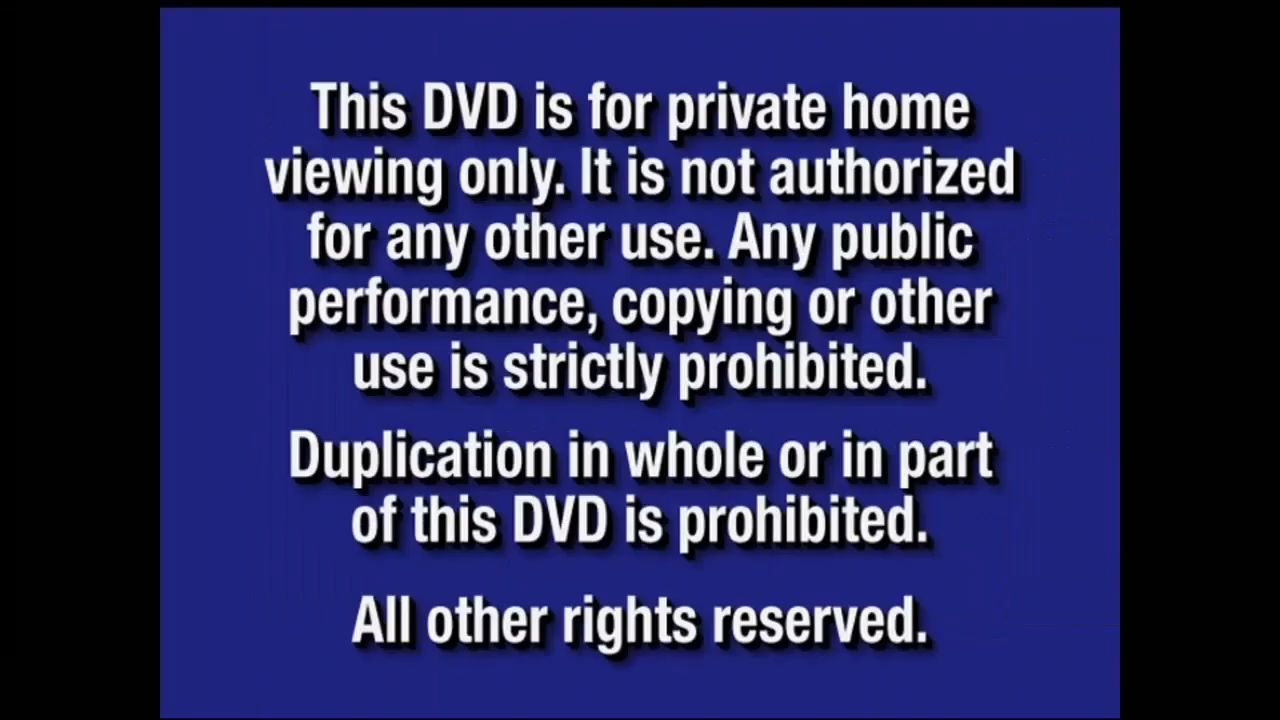 This DVD is for private home
viewing only. It is not authorized
for any other use. Any public
performance, copying or other
use is strictly prohibited.
Duplication in whole or in part
of this DVD is prohibited.
All other rights reserved.